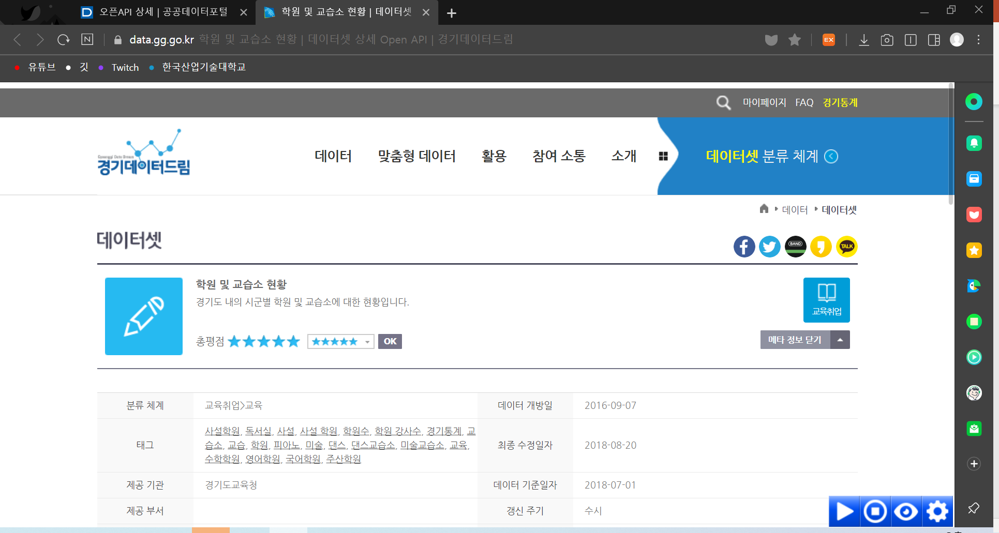 오픈API 상세 | 공공데이터포털
학원 및 교습소 현황 | 데이터셋
data.gg.go.kr 학원 및 교습소 현황 | 데이터셋 상세 Open API | 경기데이터드림
EX
유튜브 깃 Twitch 한국산업기술대학교
마이페이지 FAQ 경기통계
Gyeonggi Data Dream
경기데이터드림
데이터 맞춤형 데이터 활용 참여 소통 소개
데이터셋 분류 체계
데이터 데이터셋
데이터셋
BAND
TALK
학원 및 교습소 현황
경기도 내의 시군별 학원 및 교습소에 대한 현황입니다.
교육취업
총평점 OK
메타 정보 닫기
분류 체계 교육취업>교육 데이터 개방일 2016-09-07
태그
사설학원, 독서실, 사설, 사설 학원, 학원수, 학원 강사수, 경기통계, 교
습소, 교습, 학원, 피아노, 미술, 댄스, 댄스교습소, 미술교습소, 교육,
수학학원, 영어학원, 국어학원, 주산학원
최종 수정일자 2018-08-20
제공 기관 경기도교육청 데이터 기준일자 2018-07-01
제공 부서 갱신 주기 수시